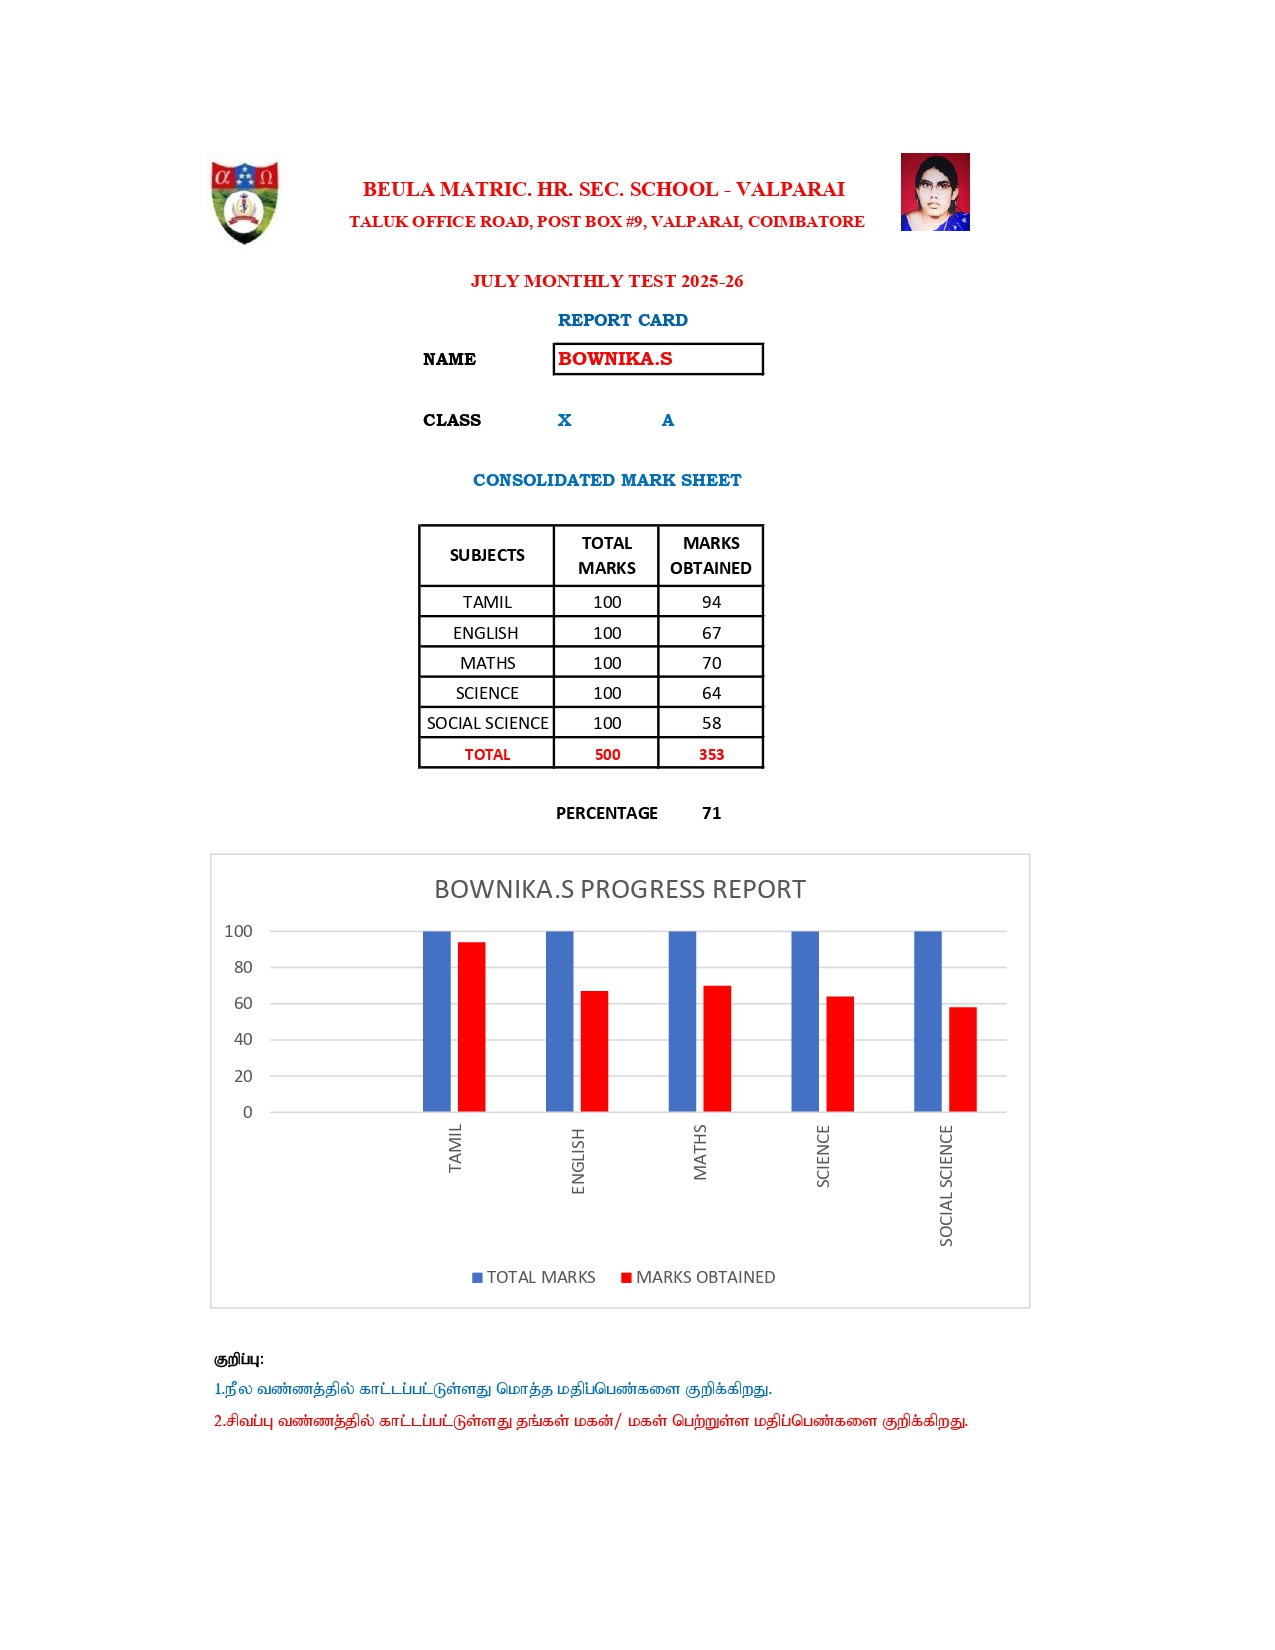 α Ω
BEULA MATRIC. HR. SEC. SCHOOL - VALPARAI
TALUK OFFICE ROAD, POST BOX #9, VALPARAI, COIMBATORE
JULY MONTHLY TEST 2025-26
REPORT CARD
NAME BOWNIKA.S
CLASS X A
CONSOLIDATED MARK SHEET
SUBJECTS TOTAL MARKS MARKS OBTAINED
TAMIL 100 94
ENGLISH 100 67
MATHS 100 70
SCIENCE 100 64
SOCIAL SCIENCE 100 58
TOTAL 500 353
PERCENTAGE 71
BOWNIKA.S PROGRESS REPORT
100
80
60
40
20
0
TAMIL ENGLISH MATHS SCIENCE SOCIAL SCIENCE
TOTAL MARKS MARKS OBTAINED
குறிப்பு:
1.நீல வண்ணத்தில் காட்டப்பட்டுள்ளது மொத்த மதிப்பெண்களை குறிக்கிறது.
2.சிவப்பு வண்ணத்தில் காட்டப்பட்டுள்ளது தங்கள் மகன்/ மகள் பெற்றுள்ள மதிப்பெண்களை குறிக்கிறது.